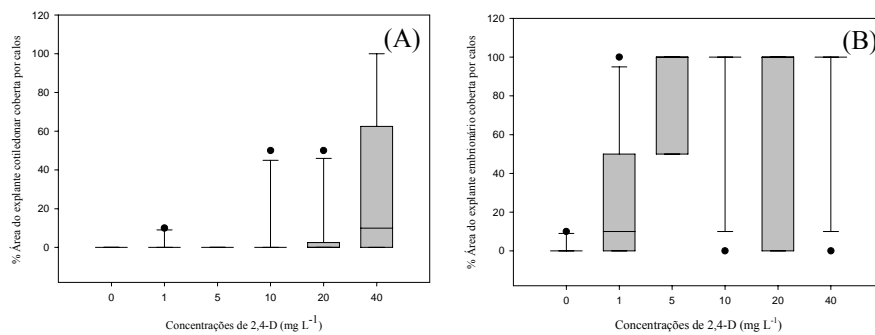 (A)
% Área do explante cotiledonar coberta por calos
120
100
80
60
40
20
0
0 1 5 10 20 40
Concentrações de 2,4-D (mg L-1)
(B)
% Área do explante embrionário coberta por calos
120
100
80
60
40
20
0
0 1 5 10 20 40
Concentrações de 2,4-D (mg L-1)